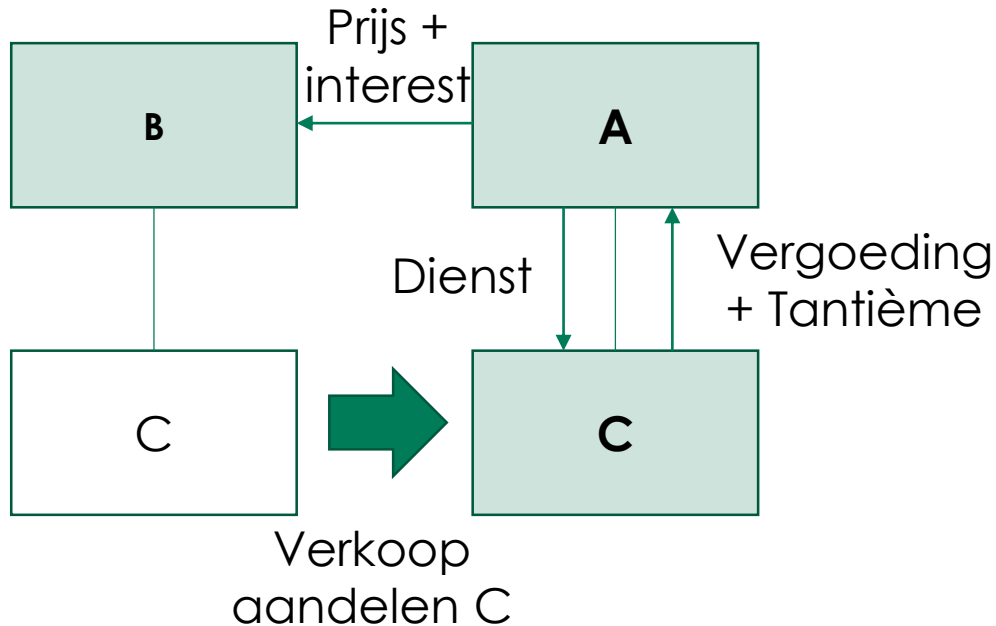 Prijs +
interest
B
A
Dienst
Vergoeding
+ Tantième
C
C
Verkoop
aandelen C